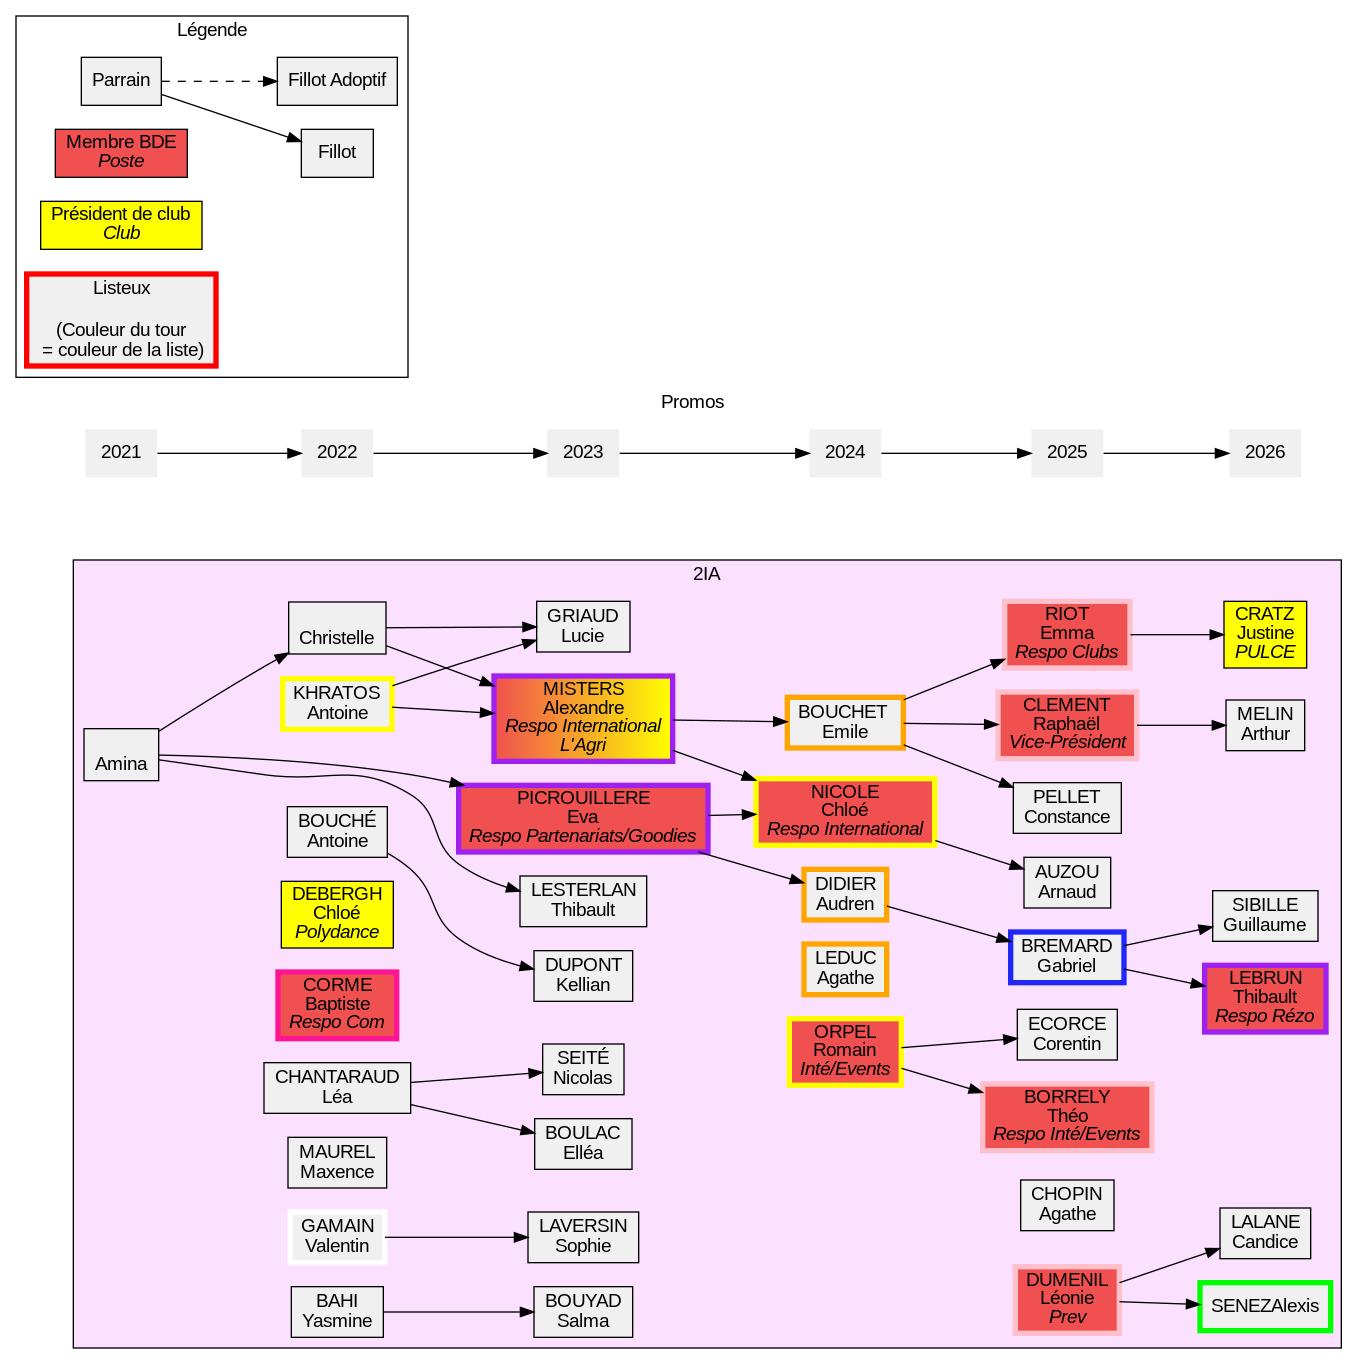 Légende
Parrain
Fillot Adoptif
Fillot
Membre BDE
Poste
Président de club
Club
Listeux
(Couleur du tour
= couleur de la liste)
Promos
2021
2022
2023
2024
2025
2026
2IA
Amina
Christelle
KHRATOS
Antoine
BOUCHÉ
Antoine
DEBERGH
Chloé
Polydance
CORME
Baptiste
Respo Com
CHANTARAUD
Léa
MAUREL
Maxence
GAMAIN
Valentin
BAHI
Yasmine
GRIAUD
Lucie
MISTERS
Alexandre
Respo International
L'Agri
PICROUILLERE
Eva
Respo Partenariats/Goodies
LESTERLAN
Thibault
DUPONT
Kellian
SEITÉ
Nicolas
BOULAC
Elléa
LAVERSIN
Sophie
BOUYAD
Salma
BOUCHET
Emile
NICOLE
Chloé
Respo International
DIDIER
Audren
LEDUC
Agathe
ORPEL
Romain
Inté/Events
RIOT
Emma
Respo Clubs
CLEMENT
Raphaël
Vice-Président
PELLET
Constance
AUZOU
Arnaud
BREMARD
Gabriel
ECORCE
Corentin
BORRELY
Théo
Respo Inté/Events
CHOPIN
Agathe
DUMENIL
Léonie
Prev
CRATZ
Justine
PULCE
MELIN
Arthur
SIBILLE
Guillaume
LEBRUN
Thibault
Respo Rézo
LALANE
Candice
SENEZAlexis